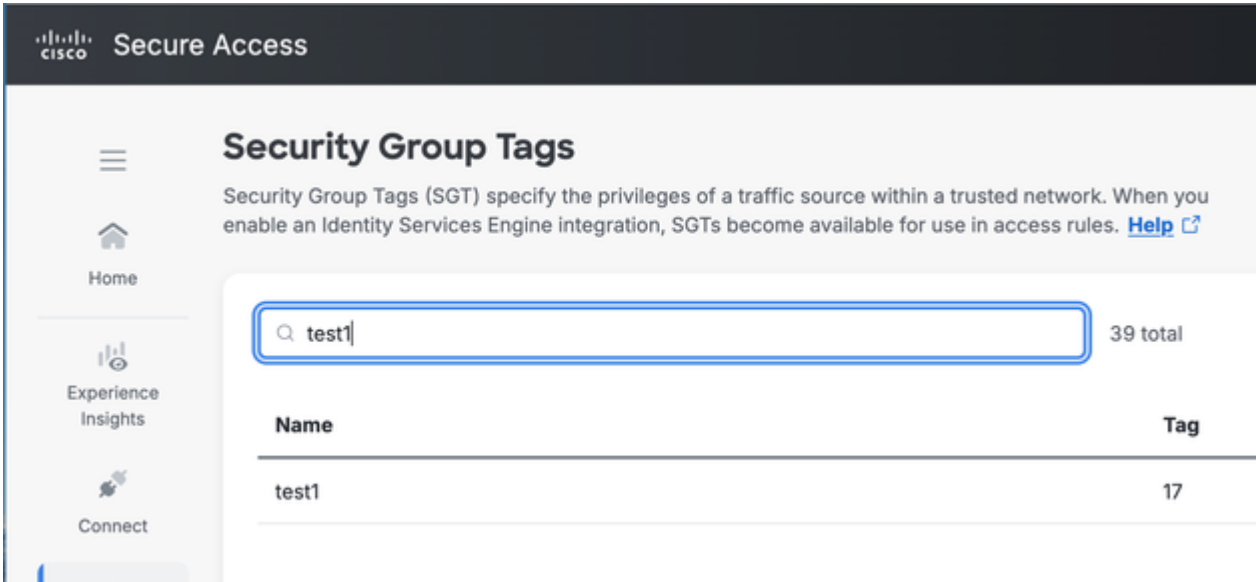 cisco Secure Access
Security Group Tags
Security Group Tags (SGT) specify the privileges of a traffic source within a trusted network. When you
enable an Identity Services Engine integration, SGTs become available for use in access rules. Help
Home
test1
39 total
Experience
Insights
Name Tag
test1 17
Connect